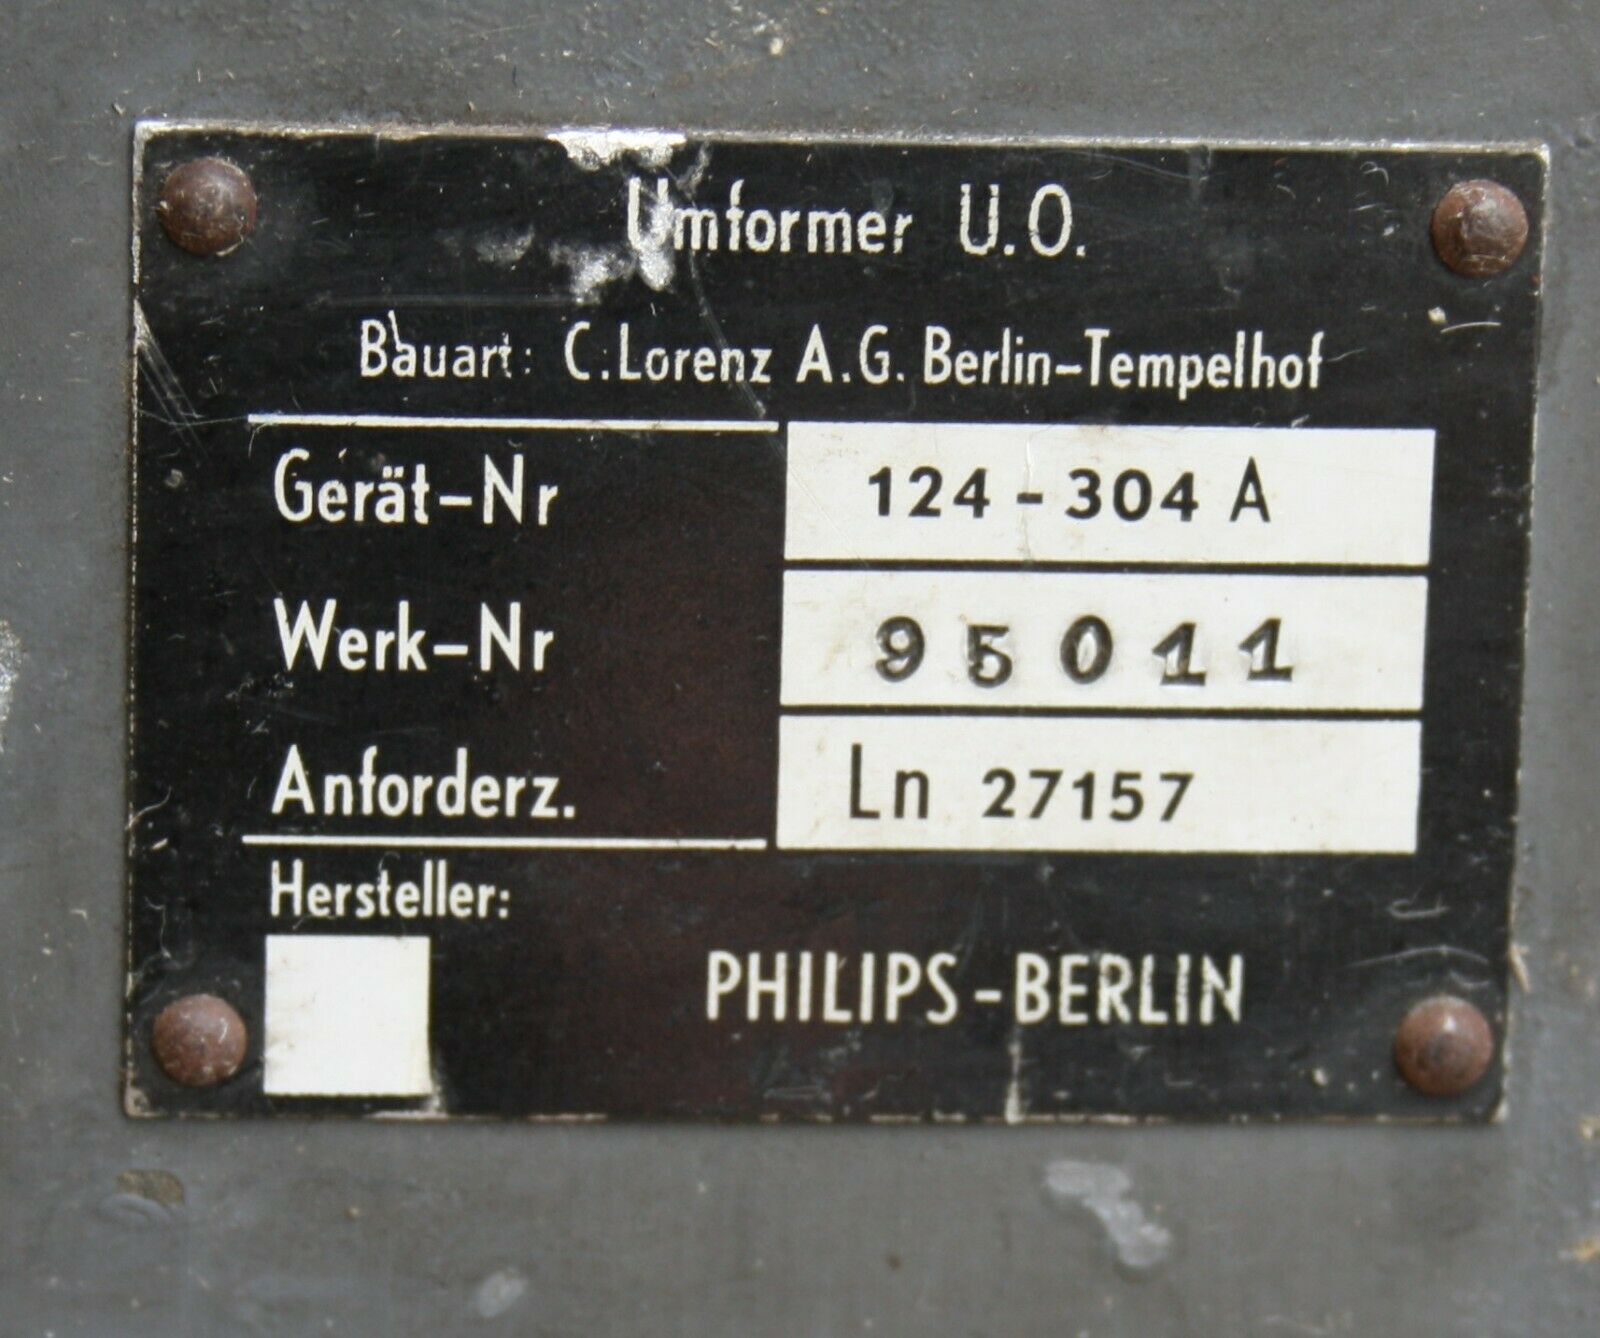 Umformer U.O.
Bauart: C.Lorenz A.G. Berlin-Tempelhof
Gerät-Nr 124-304 A
Werk-Nr 95011
Anforderz. Ln 27157
Hersteller:
PHILIPS-BERLIN